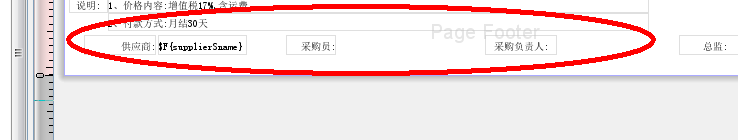 说明: 1、价格内容:增值税17%,含运费
2、付款方式:月结30天
Page Footer
供应商: $F{supplierSname} 采购员: 采购负责人: 总监:
0